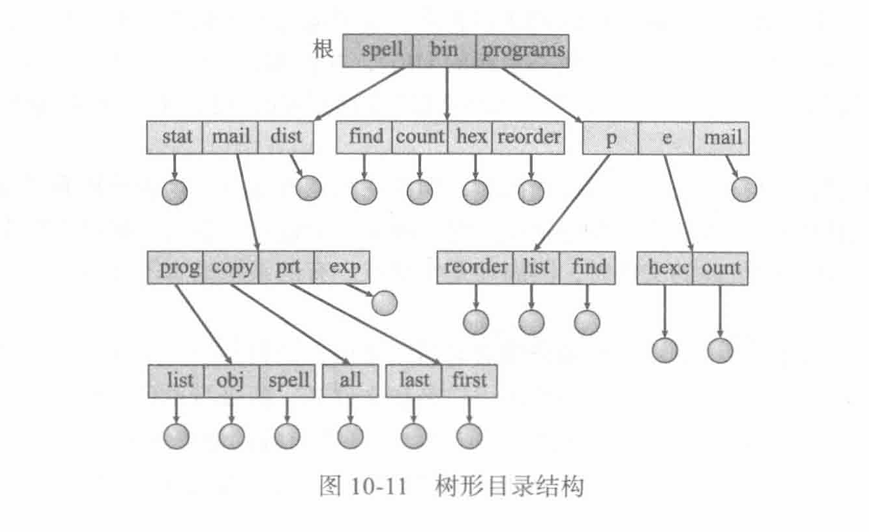 根 spell bin programs
stat mail dist find count hex reorder p e mail
prog copy prt exp reorder list find hexc ount
list obj spell all last first
图 10-11 树形目录结构